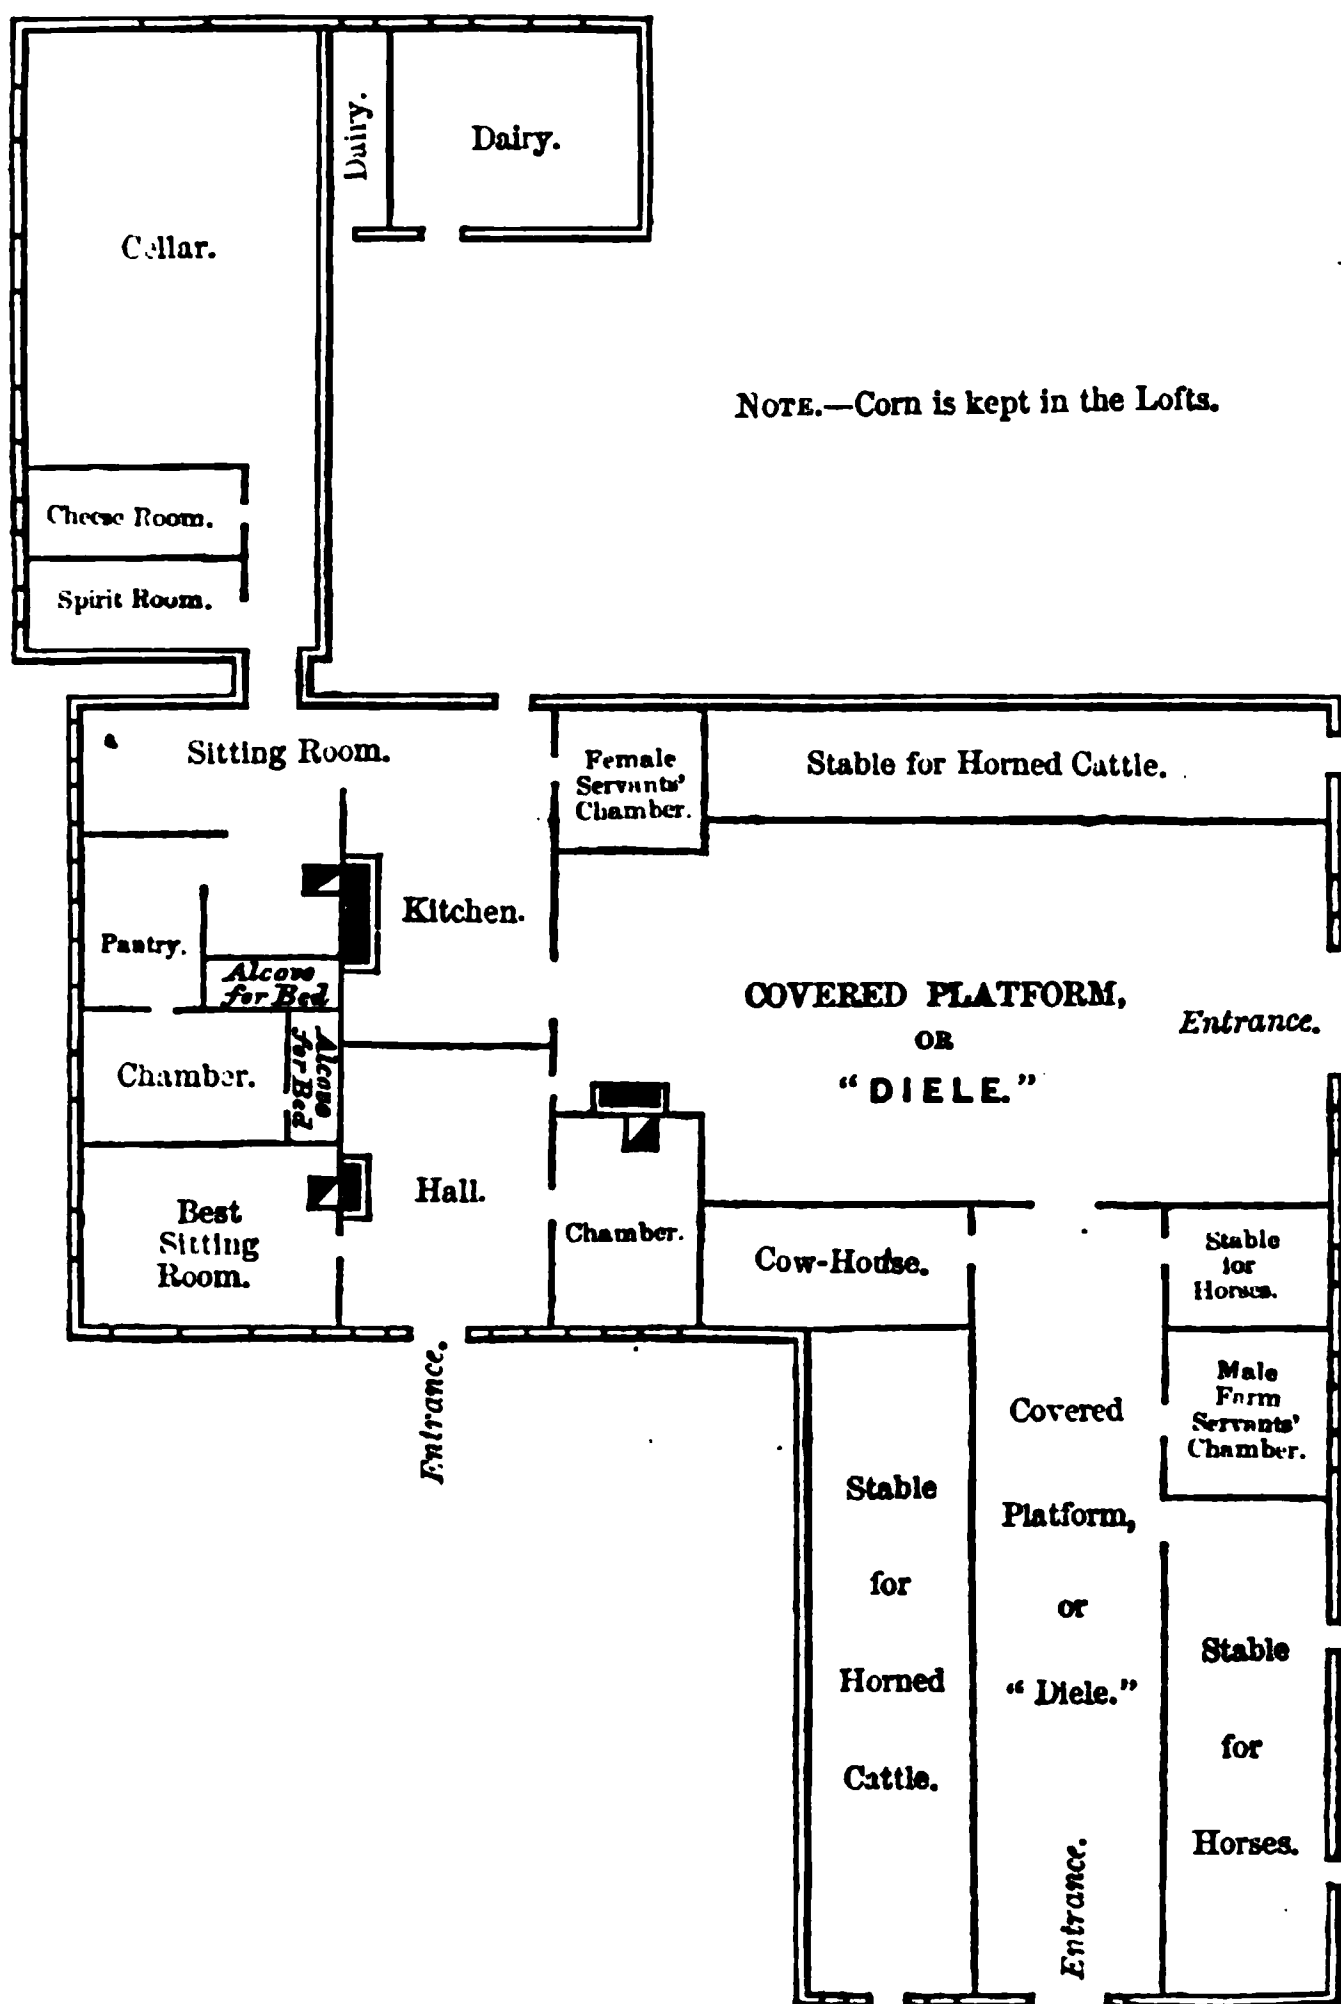 Dairy.
Dairy.
Cellar.
NOTE.—Corn is kept in the Lofts.
Cheese Room.
Spirit Room.
Sitting Room.
Female
Servants'
Chamber.
Stable for Horned Cattle.
Kitchen.
Pantry.
Alcove
for Bed
COVERED PLATFORM,
OR
“DIELE.”
Entrance.
Chamber.
Alcove
for Bed
Hall.
Best
Sitting
Room.
Chamber.
Cow-House.
Stable
for
Horses.
Entrance.
Male
Farm
Servants'
Chamber.
Covered
Platform,
or
“Diele.”
Stable
for
Horned
Cattle.
Stable
for
Horses.
Entrance.